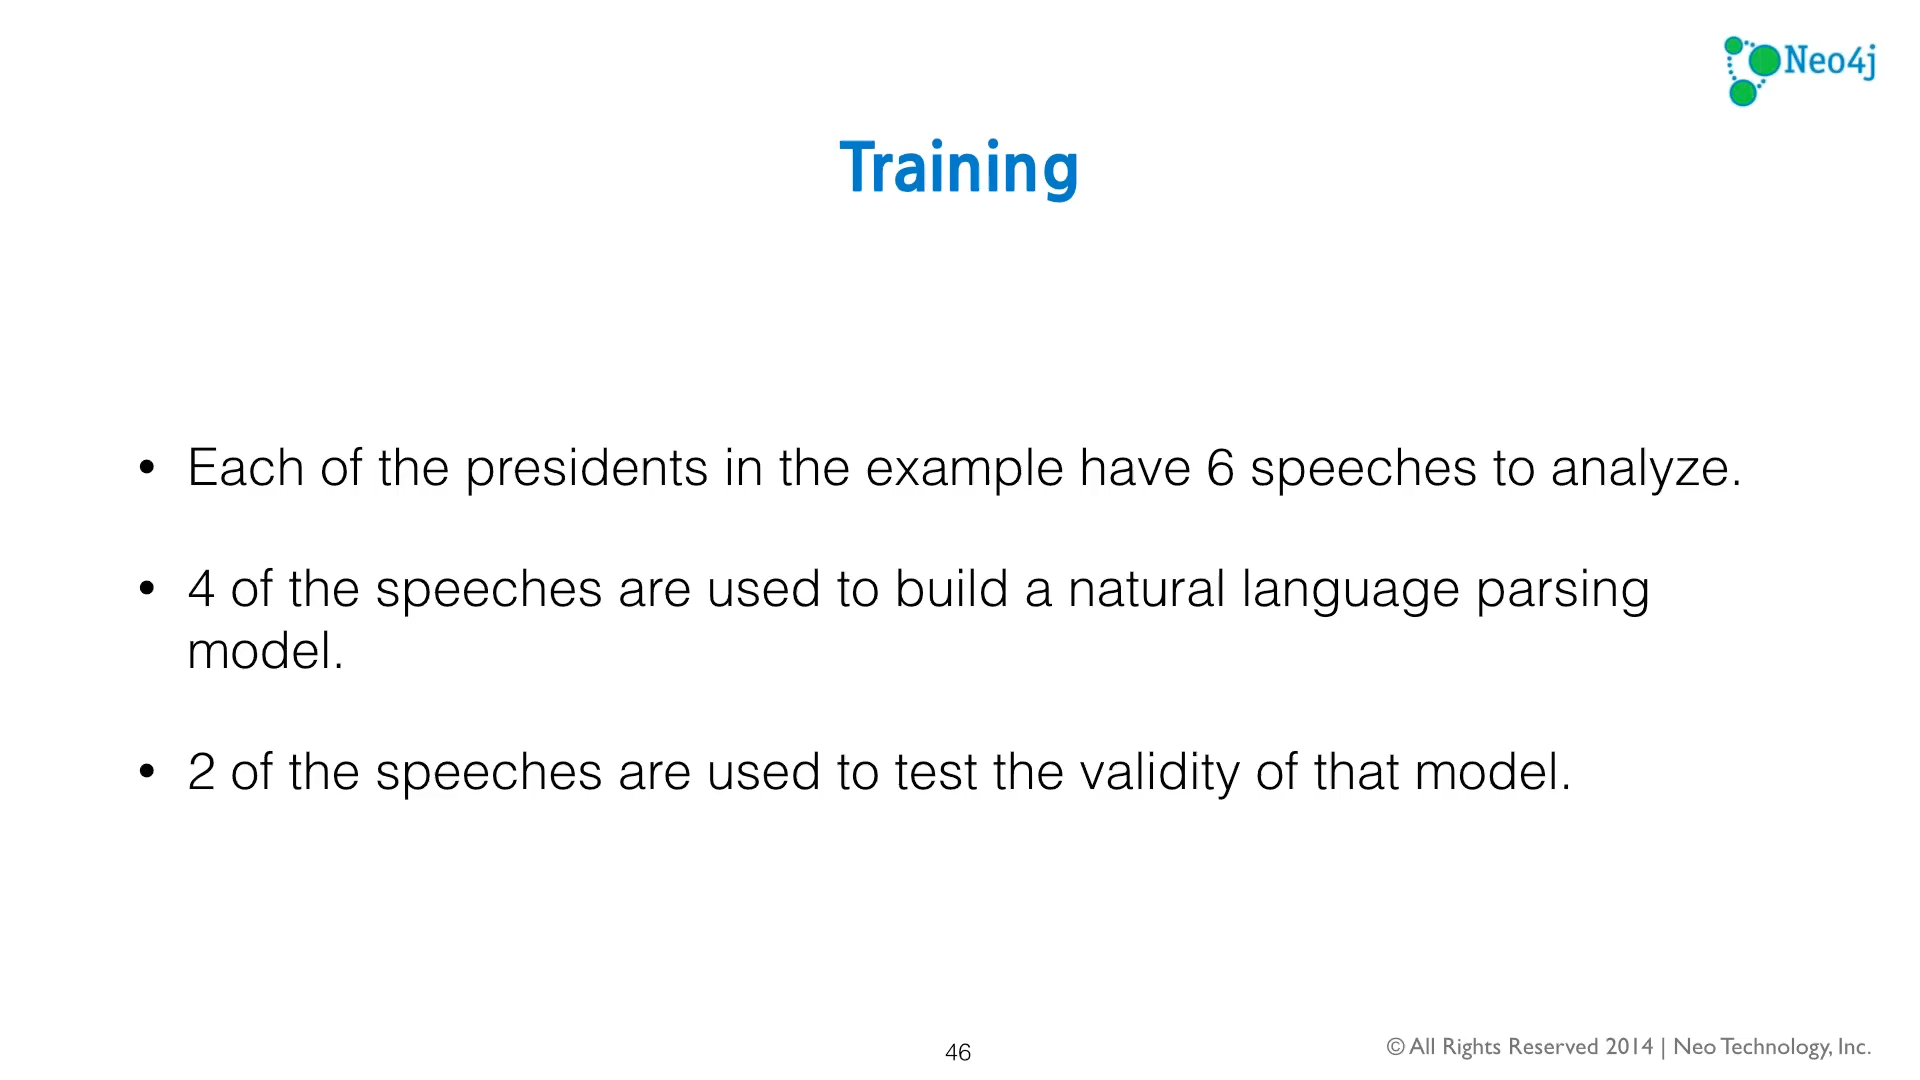 Neo4j
Training
• Each of the presidents in the example have 6 speeches to analyze.
• 4 of the speeches are used to build a natural language parsing
model.
• 2 of the speeches are used to test the validity of that model.
46
© All Rights Reserved 2014 | Neo Technology, Inc.